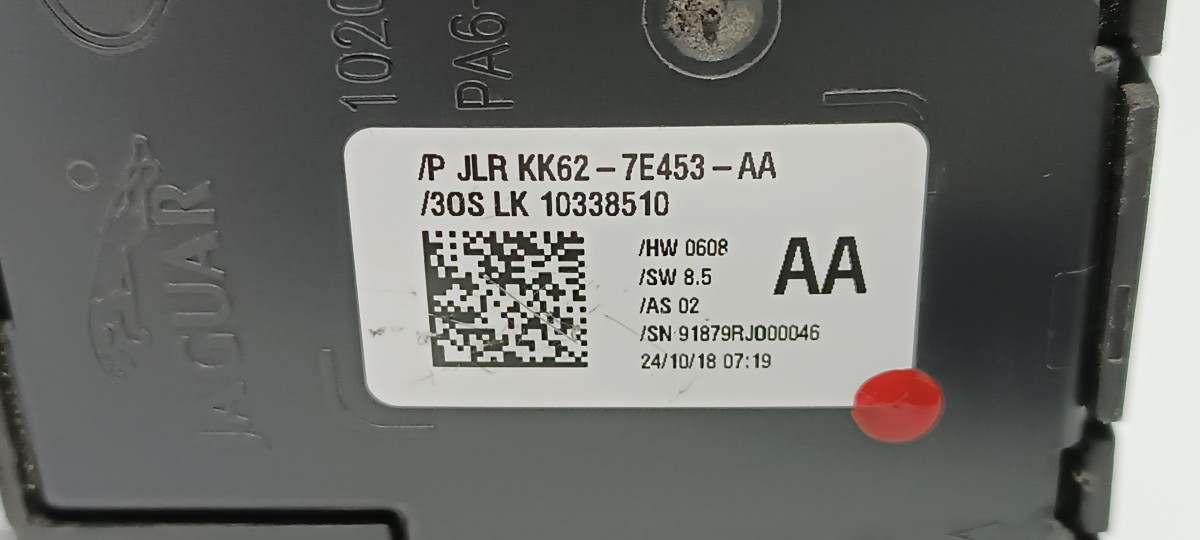 102
PA6-
JAGUAR
/P JLR KK62-7E453-AA
/3OS LK 10338510
/HW 0608
/SW 8.5
/AS 02
/SN 91879RJ000046
24/10/18 07:19
AA